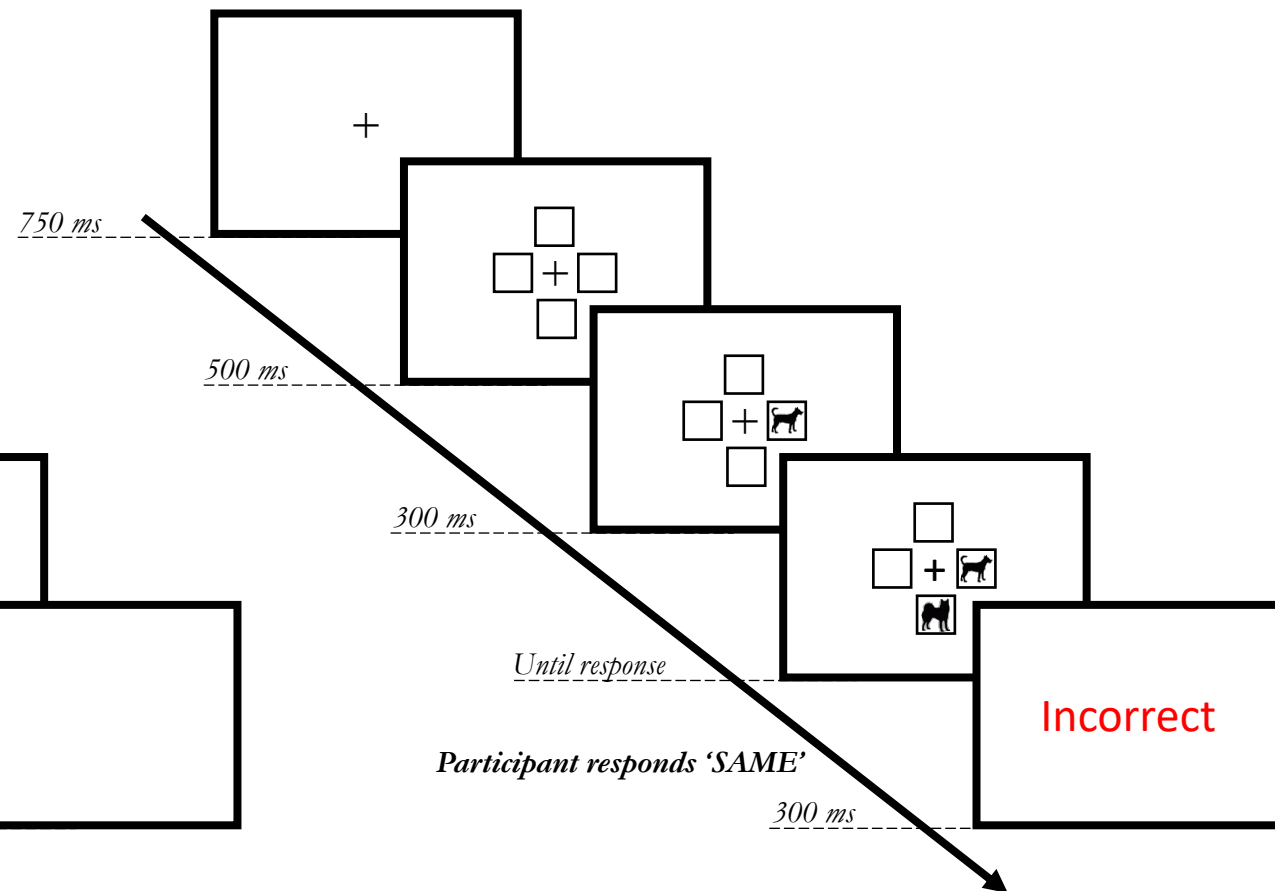 750 ms
500 ms
300 ms
Until response
Incorrect
Participant responds ‘SAME’
300 ms